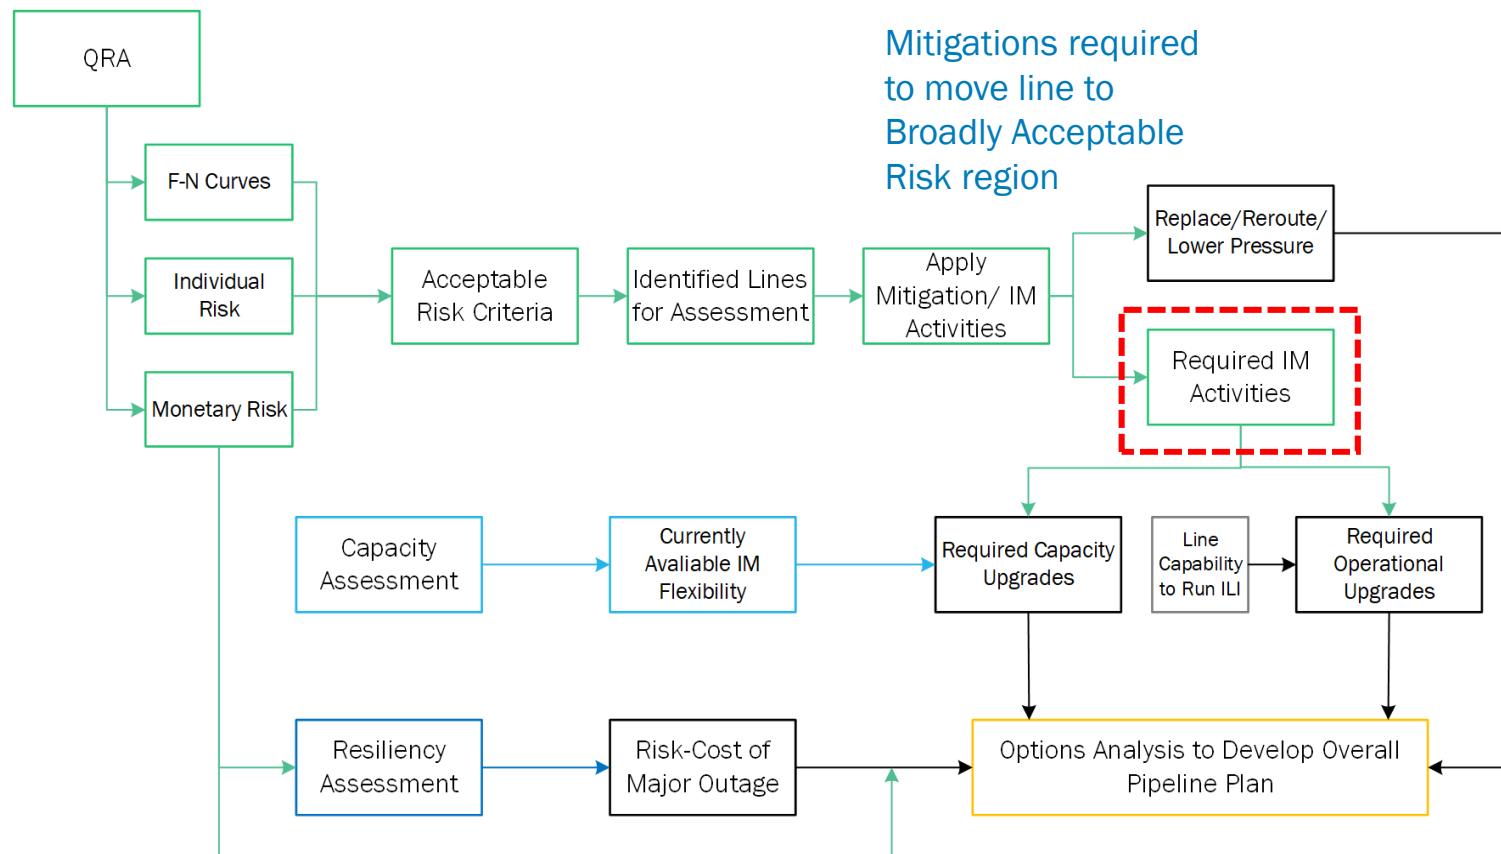 QRA
Mitigations required
to move line to
Broadly Acceptable
Risk region
F-N Curves
Individual
Risk
Monetary Risk
Acceptable
Risk Criteria
Identified Lines
for Assessment
Apply
Mitigation/ IM
Activities
Replace/Reroute/
Lower Pressure
Required IM
Activities
Capacity
Assessment
Currently
Avaliable IM
Flexibility
Required Capacity
Upgrades
Line
Capability
to Run ILI
Required
Operational
Upgrades
Resiliency
Assessment
Risk-Cost of
Major Outage
Options Analysis to Develop Overall
Pipeline Plan